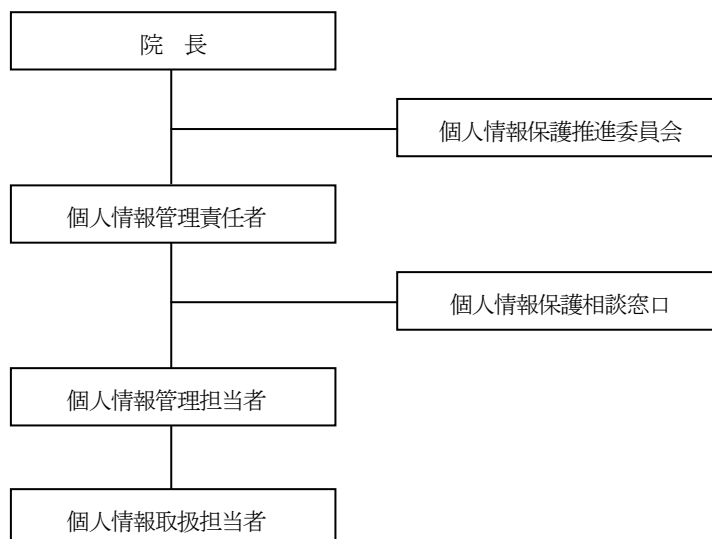 院　長
個人情報保護推進委員会
個人情報管理責任者
個人情報保護相談窓口
個人情報管理担当者
個人情報取扱担当者